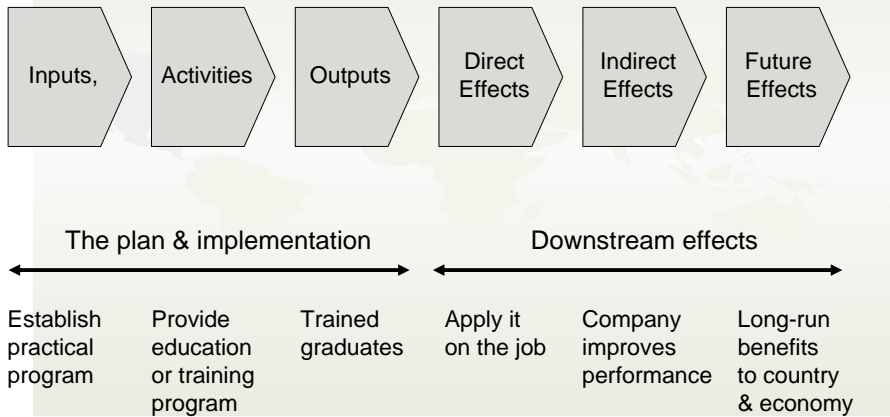 Inputs,
Activities
Outputs
Direct
Effects
Indirect
Effects
Future
Effects
The plan & implementation
Downstream effects
Establish
practical
program
Provide
education
or training
program
Trained
graduates
Apply it
on the job
Company
improves
performance
Long-run
benefits
to country
& economy